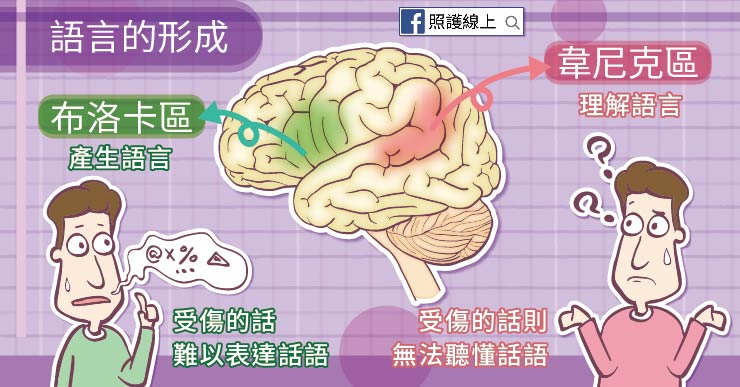 語言的形成
照護線上
布洛卡區
產生語言
韋尼克區
理解語言
? ? ?
@×%
...
受傷的話
難以表達話語
受傷的話則
無法聽懂話語